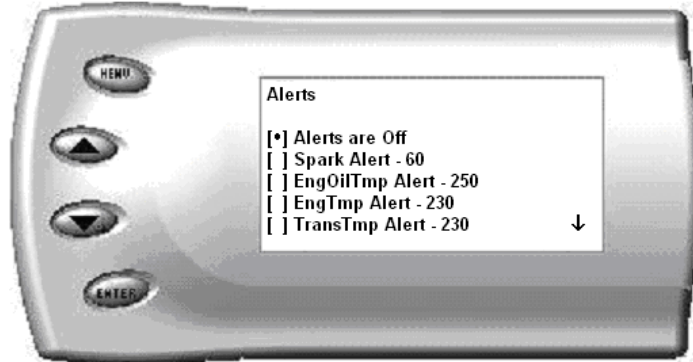 MENU
Alerts
[•] Alerts are Off
[ ] Spark Alert - 60
[ ] EngOilTmp Alert - 250
[ ] EngTmp Alert - 230
[ ] TransTmp Alert - 230 ↓
ENTER